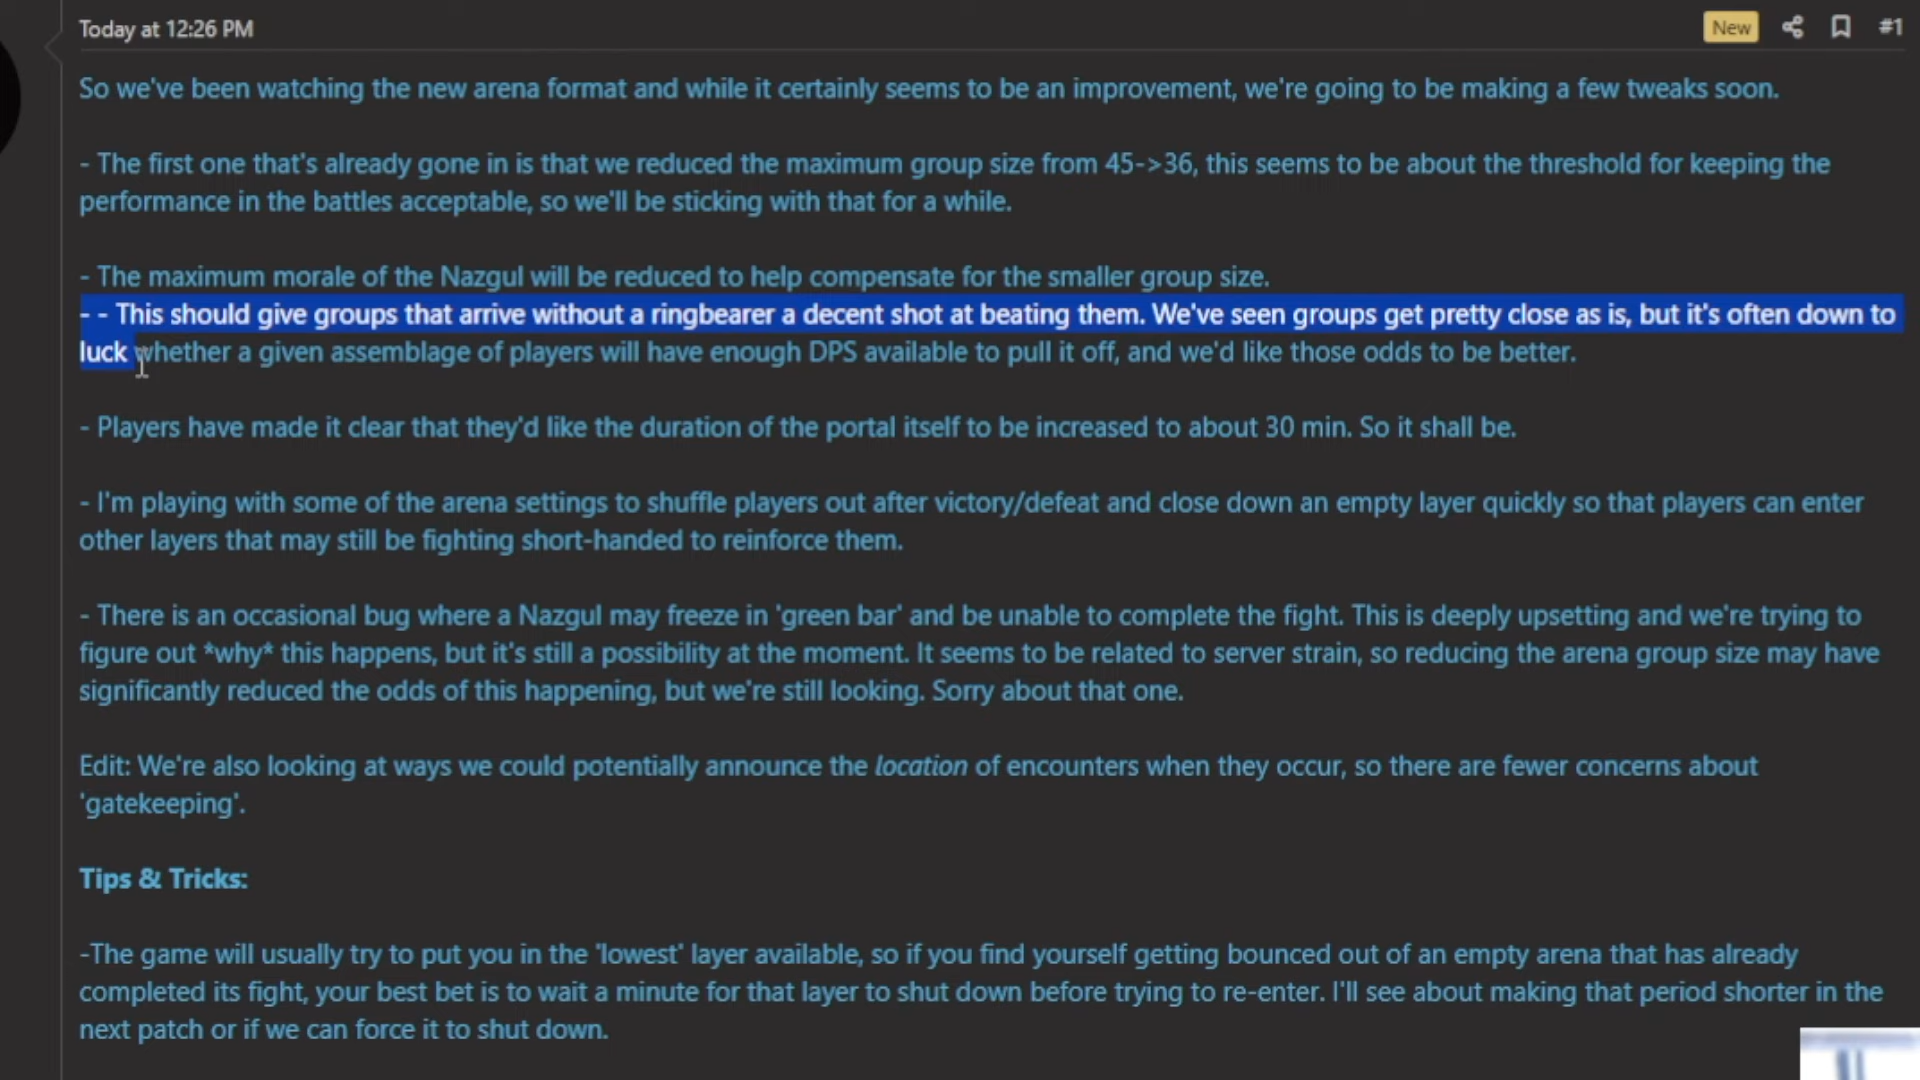 Today at 12:26 PM
New
#1
So we've been watching the new arena format and while it certainly seems to be an improvement, we're going to be making a few tweaks soon.
- The first one that's already gone in is that we reduced the maximum group size from 45->36, this seems to be about the threshold for keeping the
performance in the battles acceptable, so we'll be sticking with that for a while.
- The maximum morale of the Nazgul will be reduced to help compensate for the smaller group size.
- - This should give groups that arrive without a ringbearer a decent shot at beating them. We've seen groups get pretty close as is, but it's often down to
luck whether a given assemblage of players will have enough DPS available to pull it off, and we'd like those odds to be better.
- Players have made it clear that they'd like the duration of the portal itself to be increased to about 30 min. So it shall be.
- I'm playing with some of the arena settings to shuffle players out after victory/defeat and close down an empty layer quickly so that players can enter
other layers that may still be fighting short-handed to reinforce them.
- There is an occasional bug where a Nazgul may freeze in 'green bar' and be unable to complete the fight. This is deeply upsetting and we're trying to
figure out *why* this happens, but it's still a possibility at the moment. It seems to be related to server strain, so reducing the arena group size may have
significantly reduced the odds of this happening, but we're still looking. Sorry about that one.
Edit: We're also looking at ways we could potentially announce the location of encounters when they occur, so there are fewer concerns about
'gatekeeping'.
Tips & Tricks:
-The game will usually try to put you in the 'lowest' layer available, so if you find yourself getting bounced out of an empty arena that has already
completed its fight, your best bet is to wait a minute for that layer to shut down before trying to re-enter. I'll see about making that period shorter in the
next patch or if we can force it to shut down.